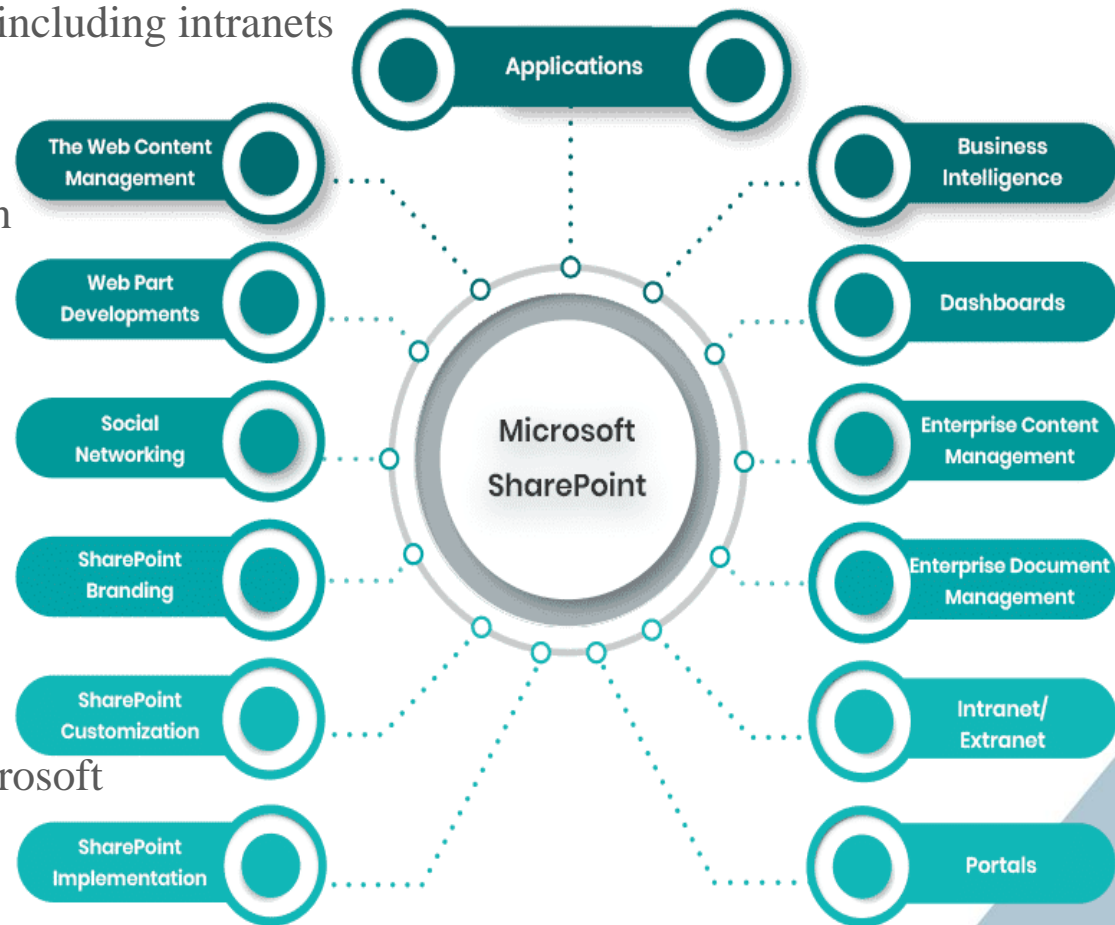 including intranets
Applications
The Web Content
Management
Web Part
Developments
Social
Networking
SharePoint
Branding
SharePoint
Customization
rosoft
SharePoint
Implementation
Microsoft
SharePoint
Business
Intelligence
Dashboards
Enterprise Content
Management
Enterprise Document
Management
Intranet/
Extranet
Portals